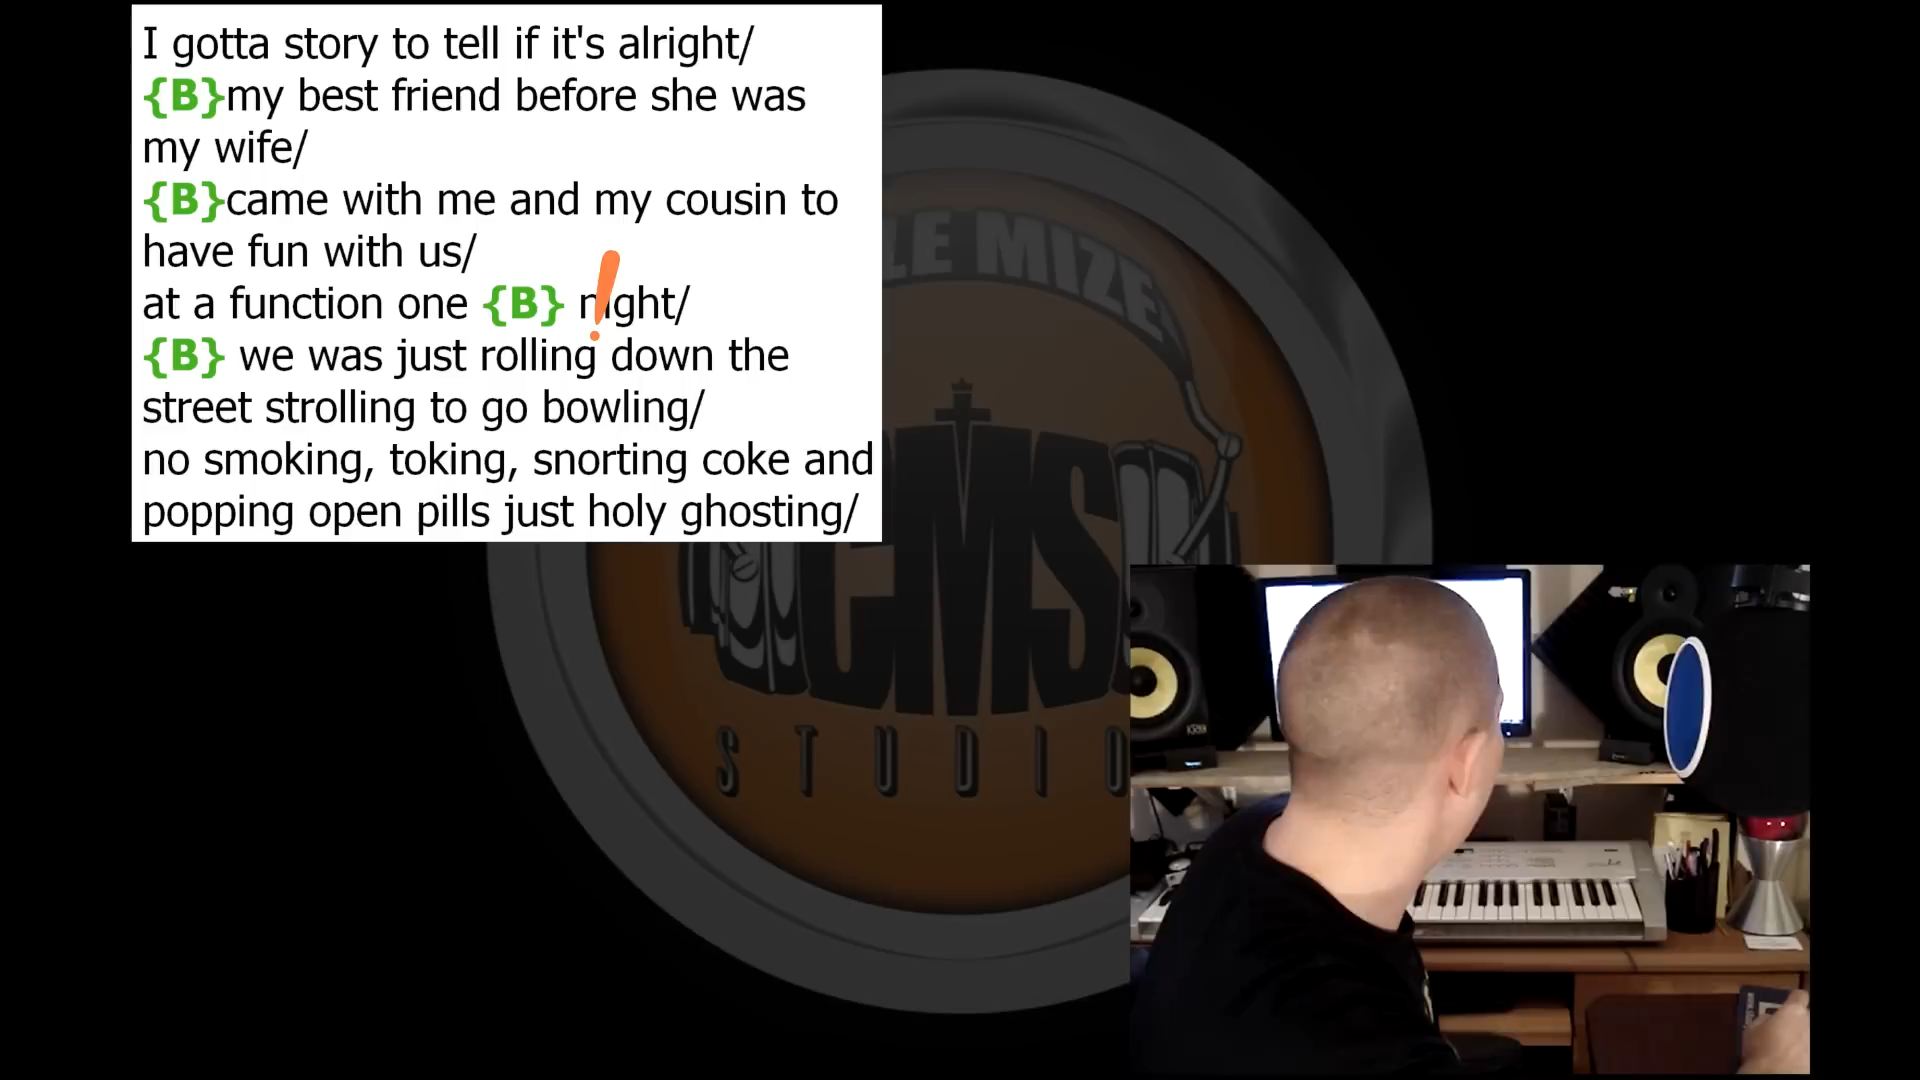 I gotta story to tell if it's alright/
{B}my best friend before she was
my wife/
{B}came with me and my cousin to
have fun with us/
at a function one {B} night/
{B} we was just rolling down the
street strolling to go bowling/
no smoking, toking, snorting coke and
popping open pills just holy ghosting/
LE MIZE
CMS
STUDIO
KRK